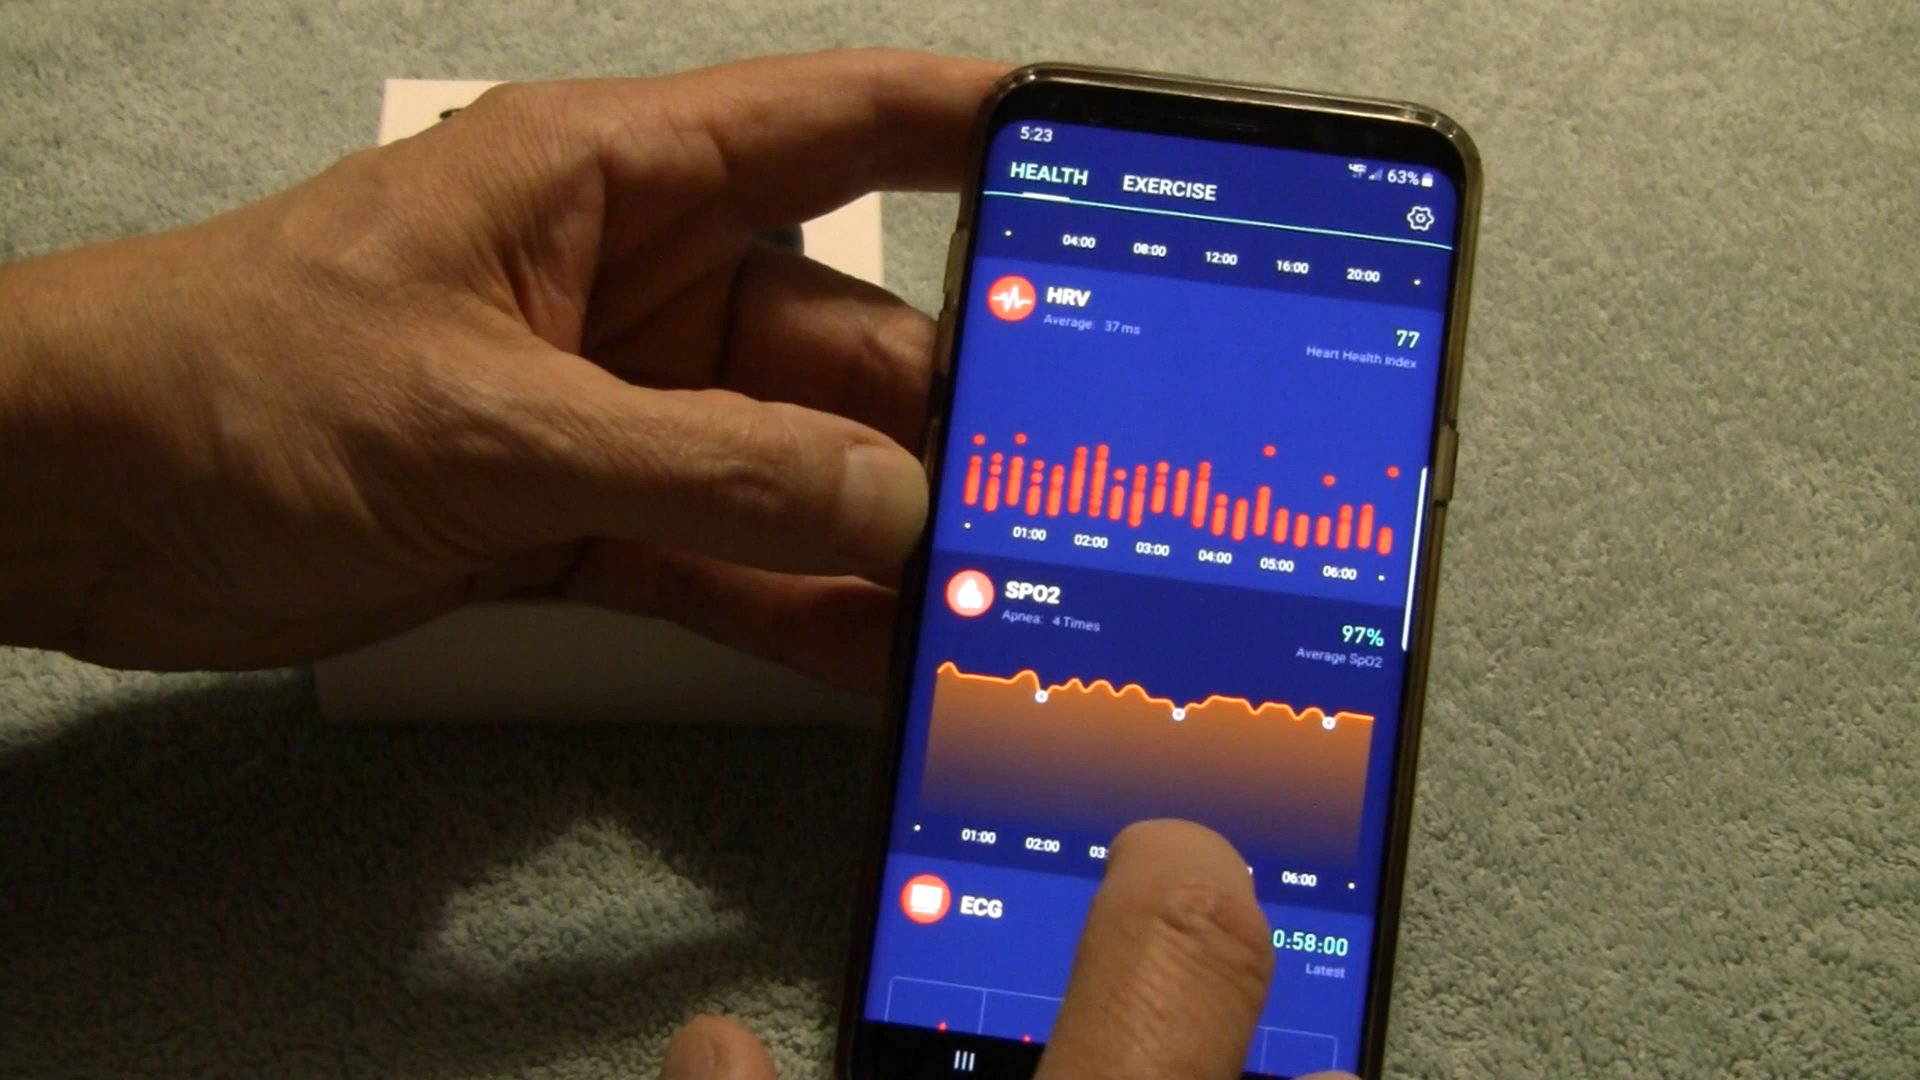 5:23
63%
HEALTH EXERCISE
04:00 08:00 12:00 16:00 20:00
HRV
Average: 37 ms
77
Heart Health Index
01:00 02:00 03:00 04:00 05:00 06:00
SPO2
Apnea: 4 Times
97%
Average SpO2
01:00 02:00 03: 06:00
ECG
0:58:00
Latest